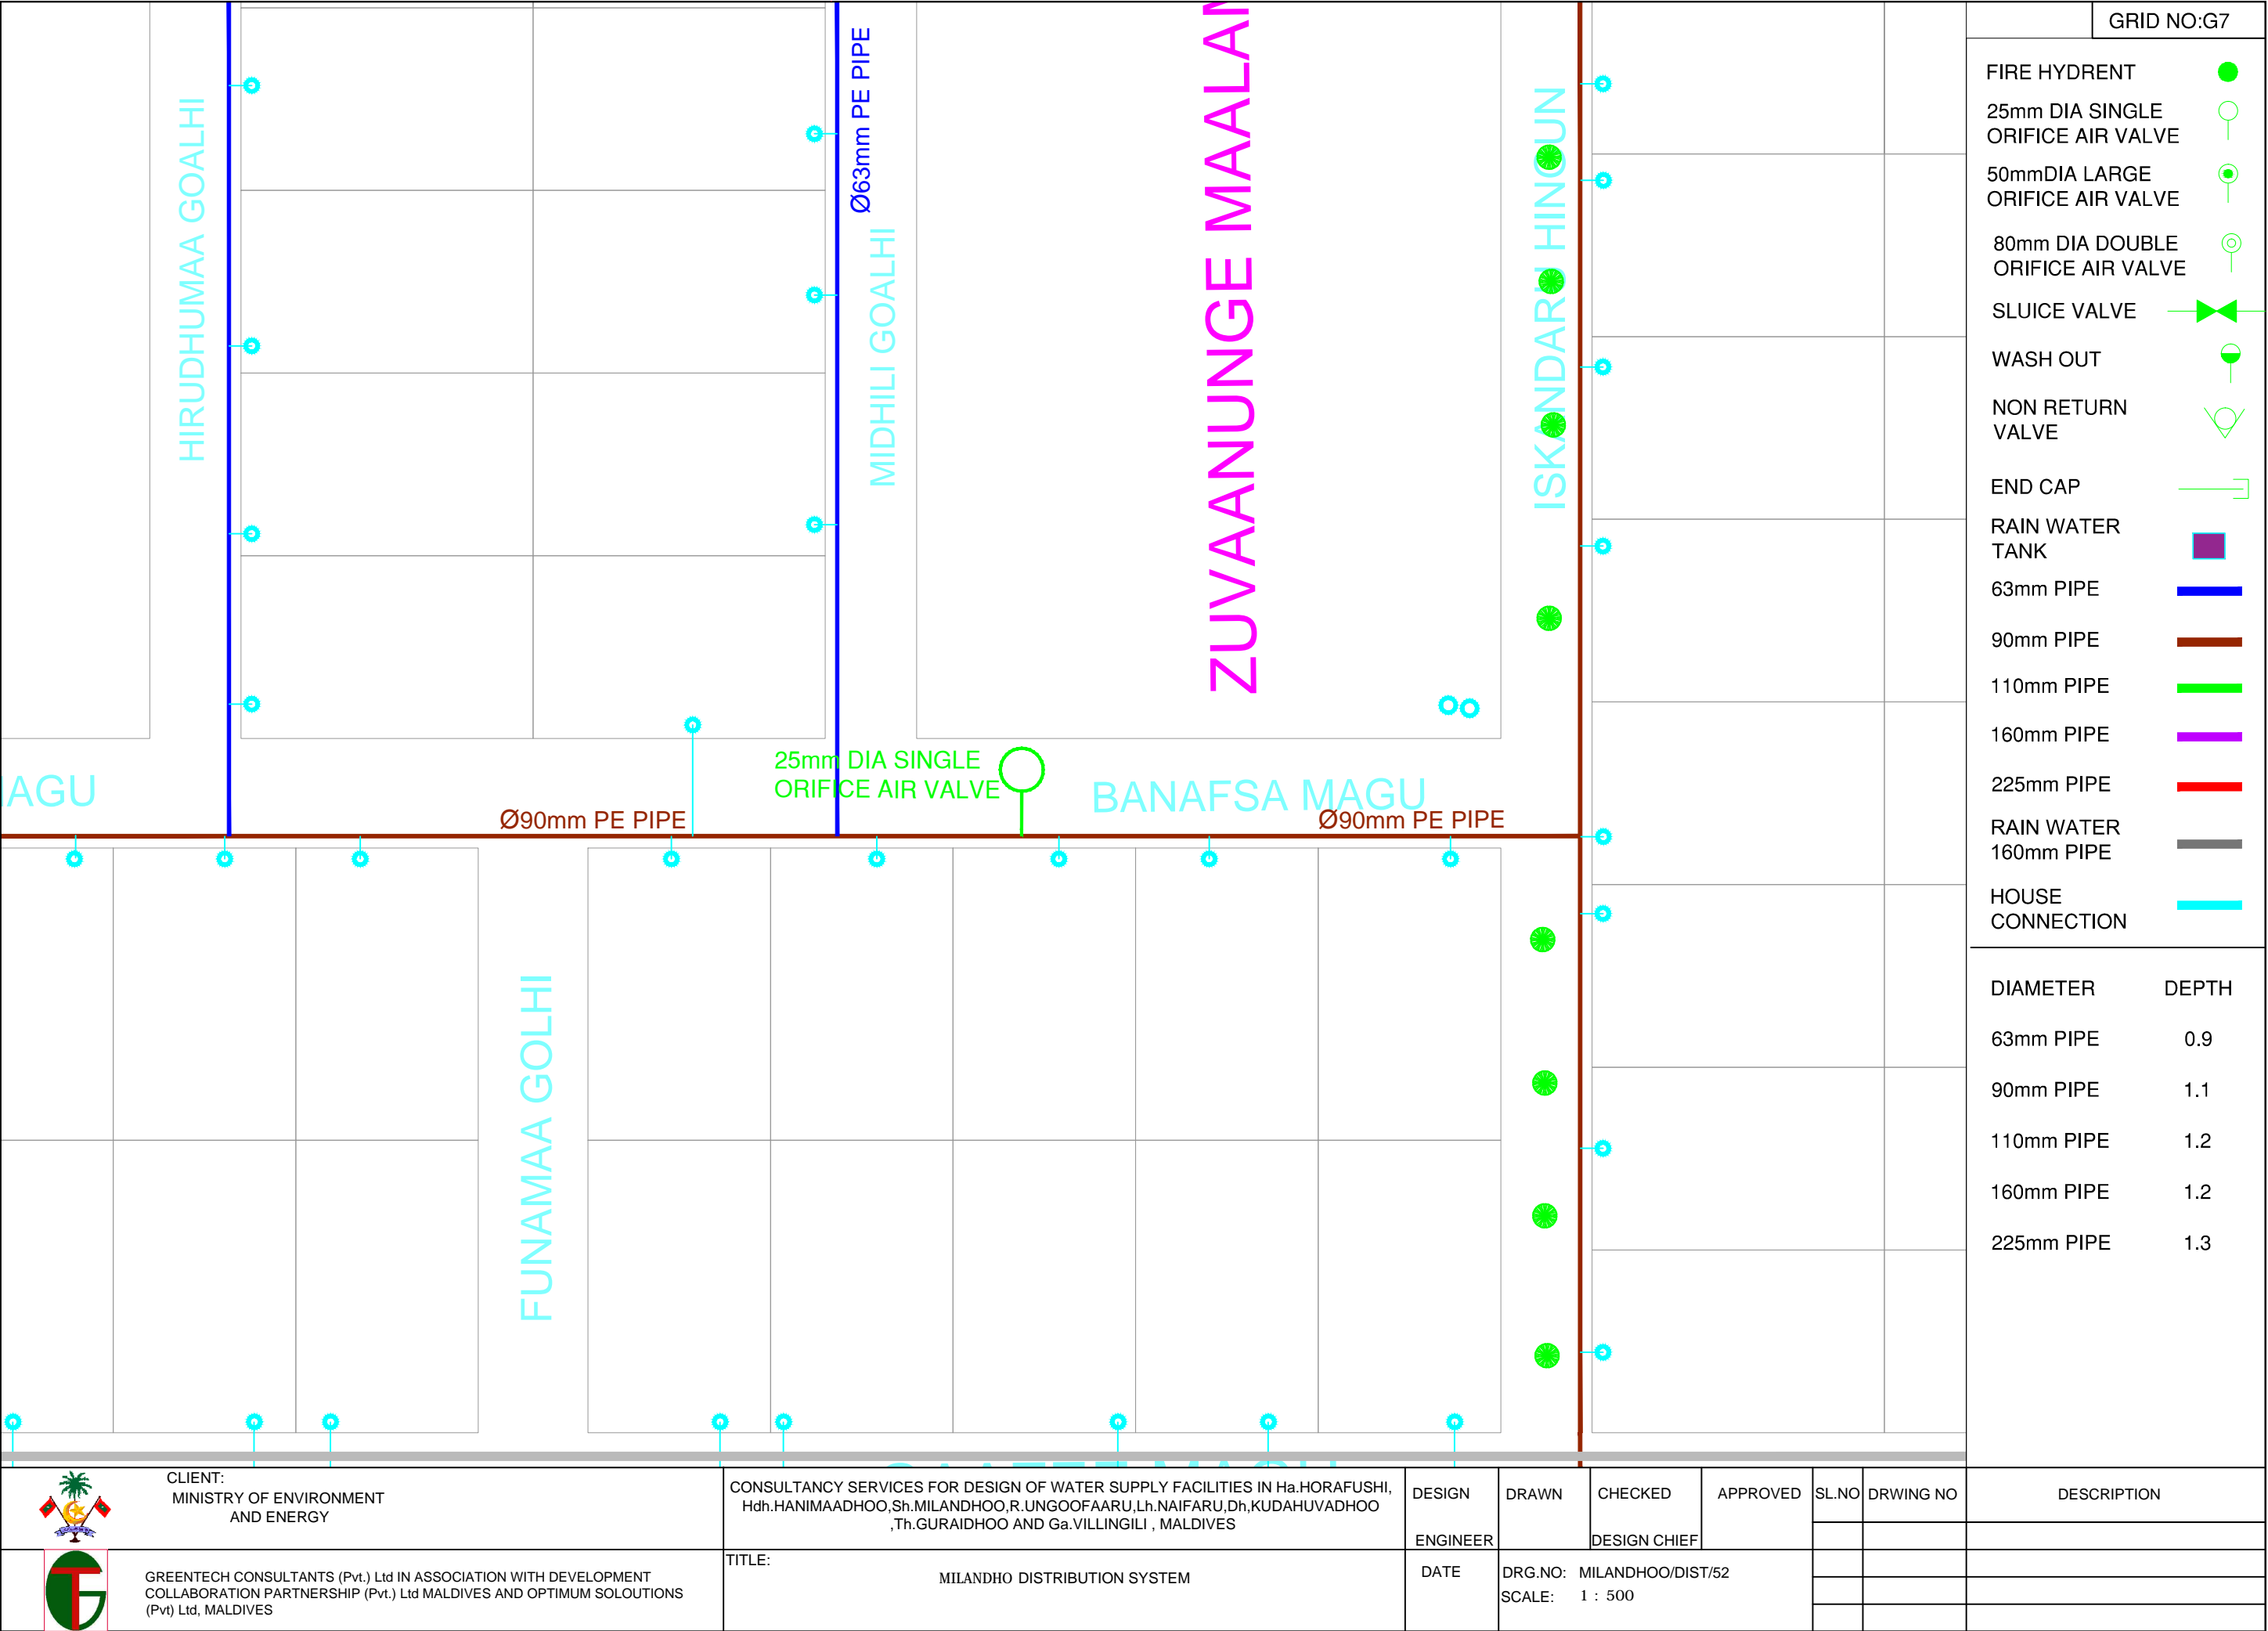 HIRUDHUMAA GOALHI
Ø63mm PE PIPE
MIDHILI GOALHI
ZUVAANUNGE MAALAN
ISKANDARU HINGUN
25mm DIA SINGLE
ORIFICE AIR VALVE
AGU
BANAFSA MAGU
Ø90mm PE PIPE
Ø90mm PE PIPE
FUNAMAA GOLHI
MAGU
GRID NO:G7
FIRE HYDRENT
25mm DIA SINGLE
ORIFICE AIR VALVE
50mmDIA LARGE
ORIFICE AIR VALVE
80mm DIA DOUBLE
ORIFICE AIR VALVE
SLUICE VALVE
WASH OUT
NON RETURN
VALVE
END CAP
RAIN WATER
TANK
63mm PIPE
90mm PIPE
110mm PIPE
160mm PIPE
225mm PIPE
RAIN WATER
160mm PIPE
HOUSE
CONNECTION
DIAMETER DEPTH
63mm PIPE 0.9
90mm PIPE 1.1
110mm PIPE 1.2
160mm PIPE 1.2
225mm PIPE 1.3
CLIENT:
MINISTRY OF ENVIRONMENT
AND ENERGY
GREENTECH CONSULTANTS (Pvt.) Ltd IN ASSOCIATION WITH DEVELOPMENT
COLLABORATION PARTNERSHIP (Pvt.) Ltd MALDIVES AND OPTIMUM SOLOUTIONS
(Pvt) Ltd, MALDIVES
CONSULTANCY SERVICES FOR DESIGN OF WATER SUPPLY FACILITIES IN Ha.HORAFUSHI,
Hdh.HANIMAADHOO,Sh.MILANDHOO,R.UNGOOFAARU,Lh.NAIFARU,Dh,KUDAHUVADHOO
,Th.GURAIDHOO AND Ga.VILLINGILI , MALDIVES
TITLE:
MILANDHO DISTRIBUTION SYSTEM
DESIGN
ENGINEER
DRAWN
CHECKED
DESIGN CHIEF
APPROVED
SL.NO
DRWING NO
DESCRIPTION
DATE
DRG.NO: MILANDHOO/DIST/52
SCALE: 1 : 500